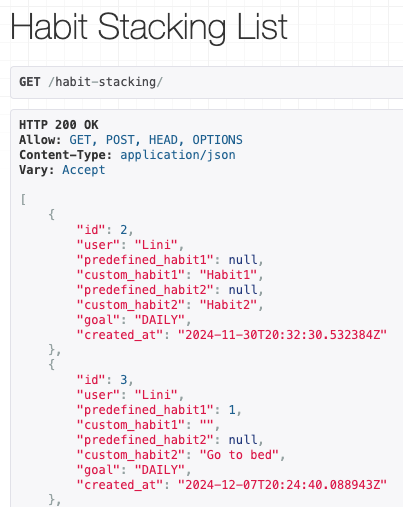 Habit Stacking List
GET /habit-stacking/
HTTP 200 OK
Allow: GET, POST, HEAD, OPTIONS
Content-Type: application/json
Vary: Accept
[
    {
        "id": 2,
        "user": "Lini",
        "predefined_habit1": null,
        "custom_habit1": "Habit1",
        "predefined_habit2": null,
        "custom_habit2": "Habit2",
        "goal": "DAILY",
        "created_at": "2024-11-30T20:32:30.532384Z"
    },
    {
        "id": 3,
        "user": "Lini",
        "predefined_habit1": 1,
        "custom_habit1": "",
        "predefined_habit2": null,
        "custom_habit2": "Go to bed",
        "goal": "DAILY",
        "created_at": "2024-12-07T20:24:40.088943Z"
    },